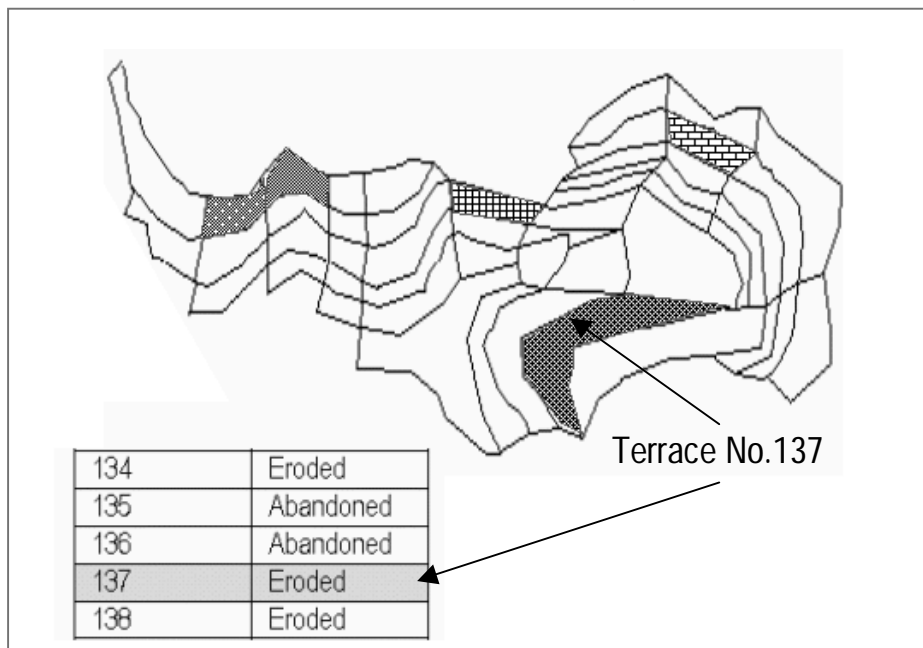 Terrace No.137
134 Eroded
135 Abandoned
136 Abandoned
137 Eroded
138 Eroded